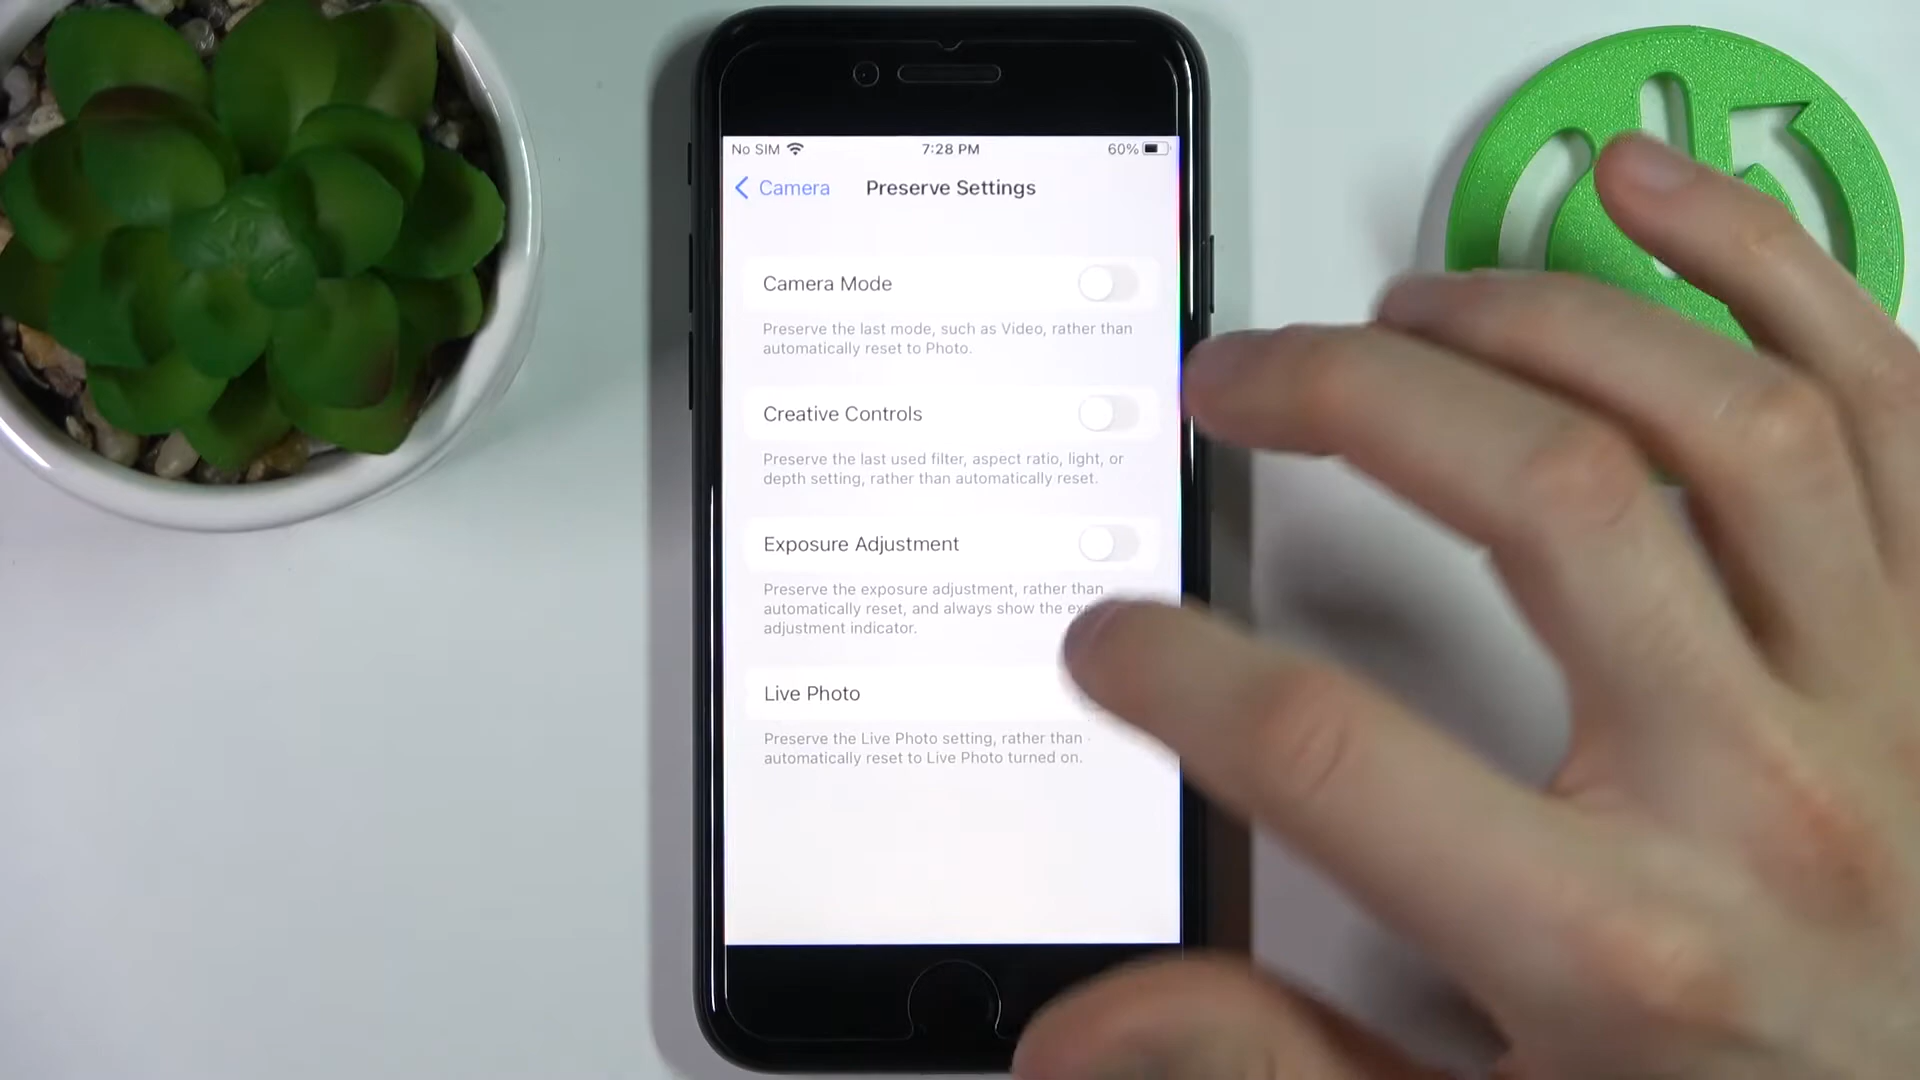 No SIM 7:28 PM 60%
Camera Preserve Settings
Camera Mode
Preserve the last mode, such as Video, rather than
automatically reset to Photo.
Creative Controls
Preserve the last used filter, aspect ratio, light, or
depth setting, rather than automatically reset.
Exposure Adjustment
Preserve the exposure adjustment, rather than
automatically reset, and always show the
adjustment indicator.
Live Photo
Preserve the Live Photo setting, rather than
automatically reset to Live Photo turned on.